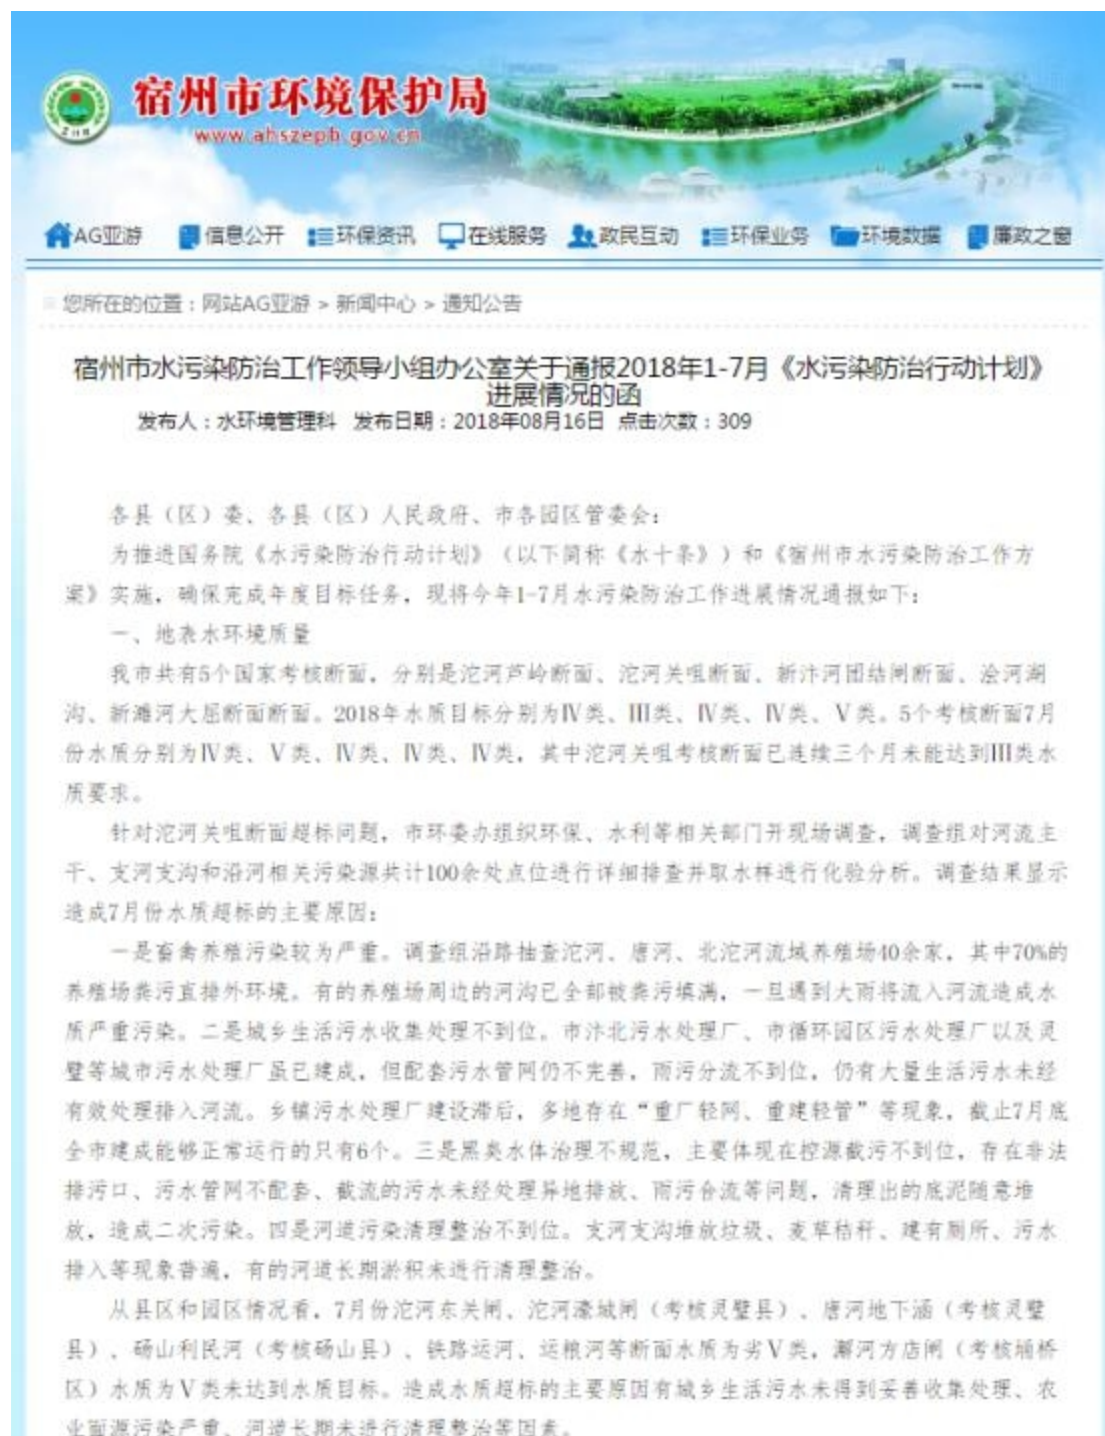 宿州市环境保护局
www.ahszepb.gov.cn
AG亚游 信息公开 环保资讯 在线服务 政民互动 环保业务 环境数据 廉政之窗
您所在的位置：网站AG亚游 > 新闻中心 > 通知公告
宿州市水污染防治工作领导小组办公室关于通报2018年1-7月《水污染防治行动计划》
进展情况的函
发布人：水环境管理科 发布日期：2018年08月16日 点击次数：309
各县（区）委、各县（区）人民政府、市各园区管委会：
为推进国务院《水污染防治行动计划》（以下简称《水十条》）和《宿州市水污染防治工作方
案》实施，确保完成年度目标任务，现将今年1-7月水污染防治工作进展情况通报如下：
一、地表水环境质量
我市共有5个国家考核断面，分别是沱河芦岭断面、沱河关咀断面、新汴河团结闸断面、浍河湖
沟、新濉河大屈断面断面。2018年水质目标分别为Ⅳ类、Ⅲ类、Ⅳ类、Ⅳ类、Ⅴ类。5个考核断面7月
份水质分别为Ⅳ类、Ⅴ类、Ⅳ类、Ⅳ类、Ⅳ类，其中沱河关咀考核断面已连续三个月未能达到Ⅲ类水
质要求。
针对沱河关咀断面超标问题，市环委办组织环保、水利等相关部门开现场调查，调查组对河流主
干、支河支沟和沿河相关污染源共计100余处点位进行详细排查并取水样进行化验分析。调查结果显示
造成7月份水质超标的主要原因：
一是畜禽养殖污染较为严重。调查组沿路抽查沱河、唐河、北沱河流域养殖场40余家，其中70%的
养殖场粪污直排外环境。有的养殖场周边的河沟已全部被粪污填满，一旦遇到大雨将流入河流造成水
质严重污染。二是城乡生活污水收集处理不到位。市汴北污水处理厂、市循环园区污水处理厂以及灵
璧等城市污水处理厂虽已建成，但配套污水管网仍不完善，雨污分流不到位，仍有大量生活污水未经
有效处理排入河流。乡镇污水处理厂建设滞后，多地存在“重厂轻网、重建轻管”等现象，截止7月底
全市建成能够正常运行的只有6个。三是黑臭水体治理不规范，主要体现在控源截污不到位，存在非法
排污口、污水管网不配套、截流的污水未经处理异地排放、雨污合流等问题，清理出的底泥随意堆
放，造成二次污染。四是河道污染清理整治不到位。支河支沟堆放垃圾、麦草秸秆、建有厕所、污水
排入等现象普遍，有的河道长期淤积未进行清理整治。
从县区和园区情况看，7月份沱河东关闸、沱河濠城闸（考核灵璧县）、唐河地下涵（考核灵璧
县）、砀山利民河（考核砀山县）、铁路运河、运粮河等断面水质为劣Ⅴ类，澥河方店闸（考核埇桥
区）水质为Ⅴ类未达到水质目标。造成水质超标的主要原因有城乡生活污水未得到妥善收集处理、农
业面源污染严重、河道长期未进行清理整治等因素。